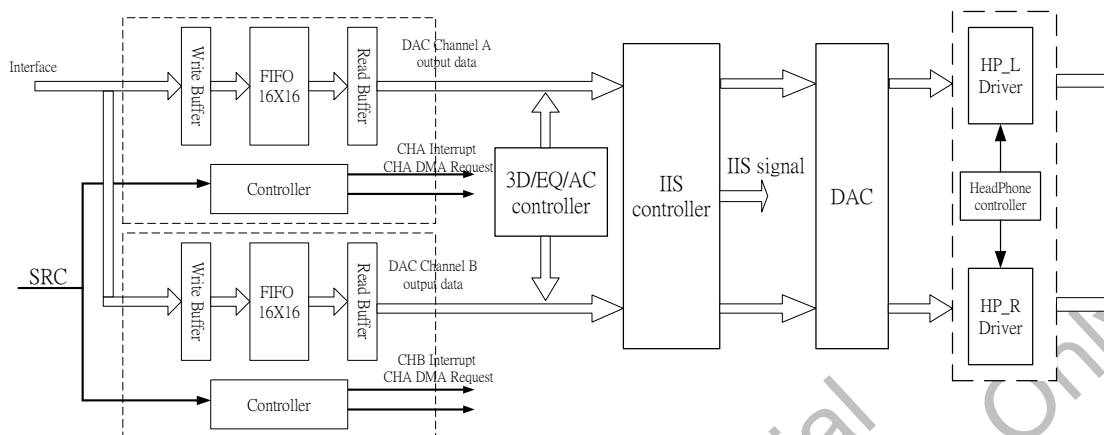 Interface
Write Buffer
FIFO
16X16
Read Buffer
DAC Channel A
output data
CHA Interrupt
CHA DMA Request
Controller
3D/EQ/AC
controller
IIS
controller
IIS signal
DAC
HP_L
Driver
HeadPhone
controller
HP_R
Driver
SRC
Write Buffer
FIFO
16X16
Read Buffer
DAC Channel B
output data
CHB Interrupt
CHA DMA Request
Controller
ial
Only